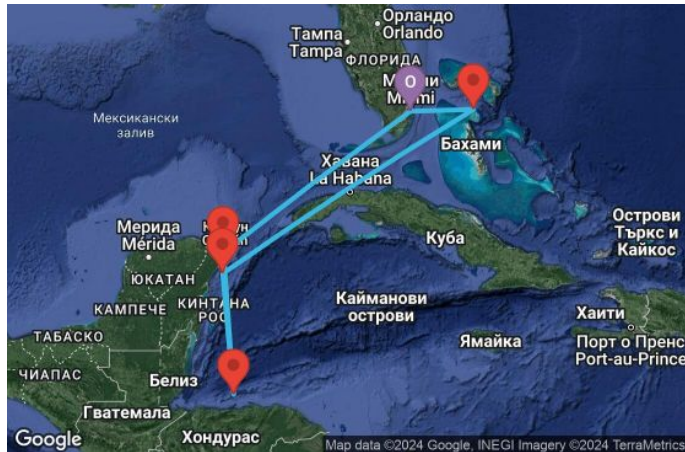 Орландо
Orlando
Тампа
Tampa
ФЛОРИДА
O
Miami
Мексикански
залив
Бахами
Хавана
La Habana
Мерида
Mérida
Куба
Острови
Търкс и
Кайкос
ЮКАТАН
КАМПЕЧЕ
КИНТАНА
Кайманови
острови
Хаити
ТАБАСКО
Ямайка
Порт о Пренс
Port-au-Prince
ЧИАПАС
Белиз
Гватемала
Хондурас
Google
Map data ©2024 Google, INEGI Imagery ©2024 TerraMetrics